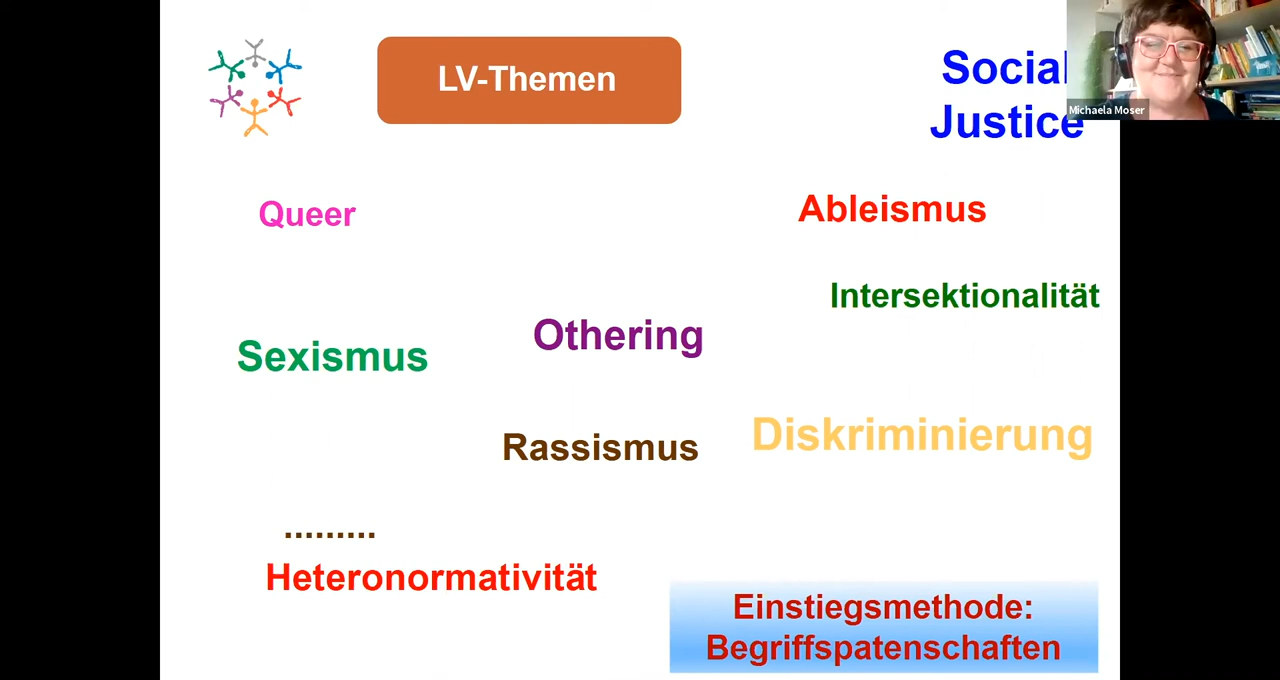 LV-Themen
Social
Justice
Michaela Moser
Queer
Ableismus
Intersektionalität
Othering
Sexismus
Diskriminierung
Rassismus
.........
Heteronormativität
Einstiegsmethode:
Begriffspatenschaften